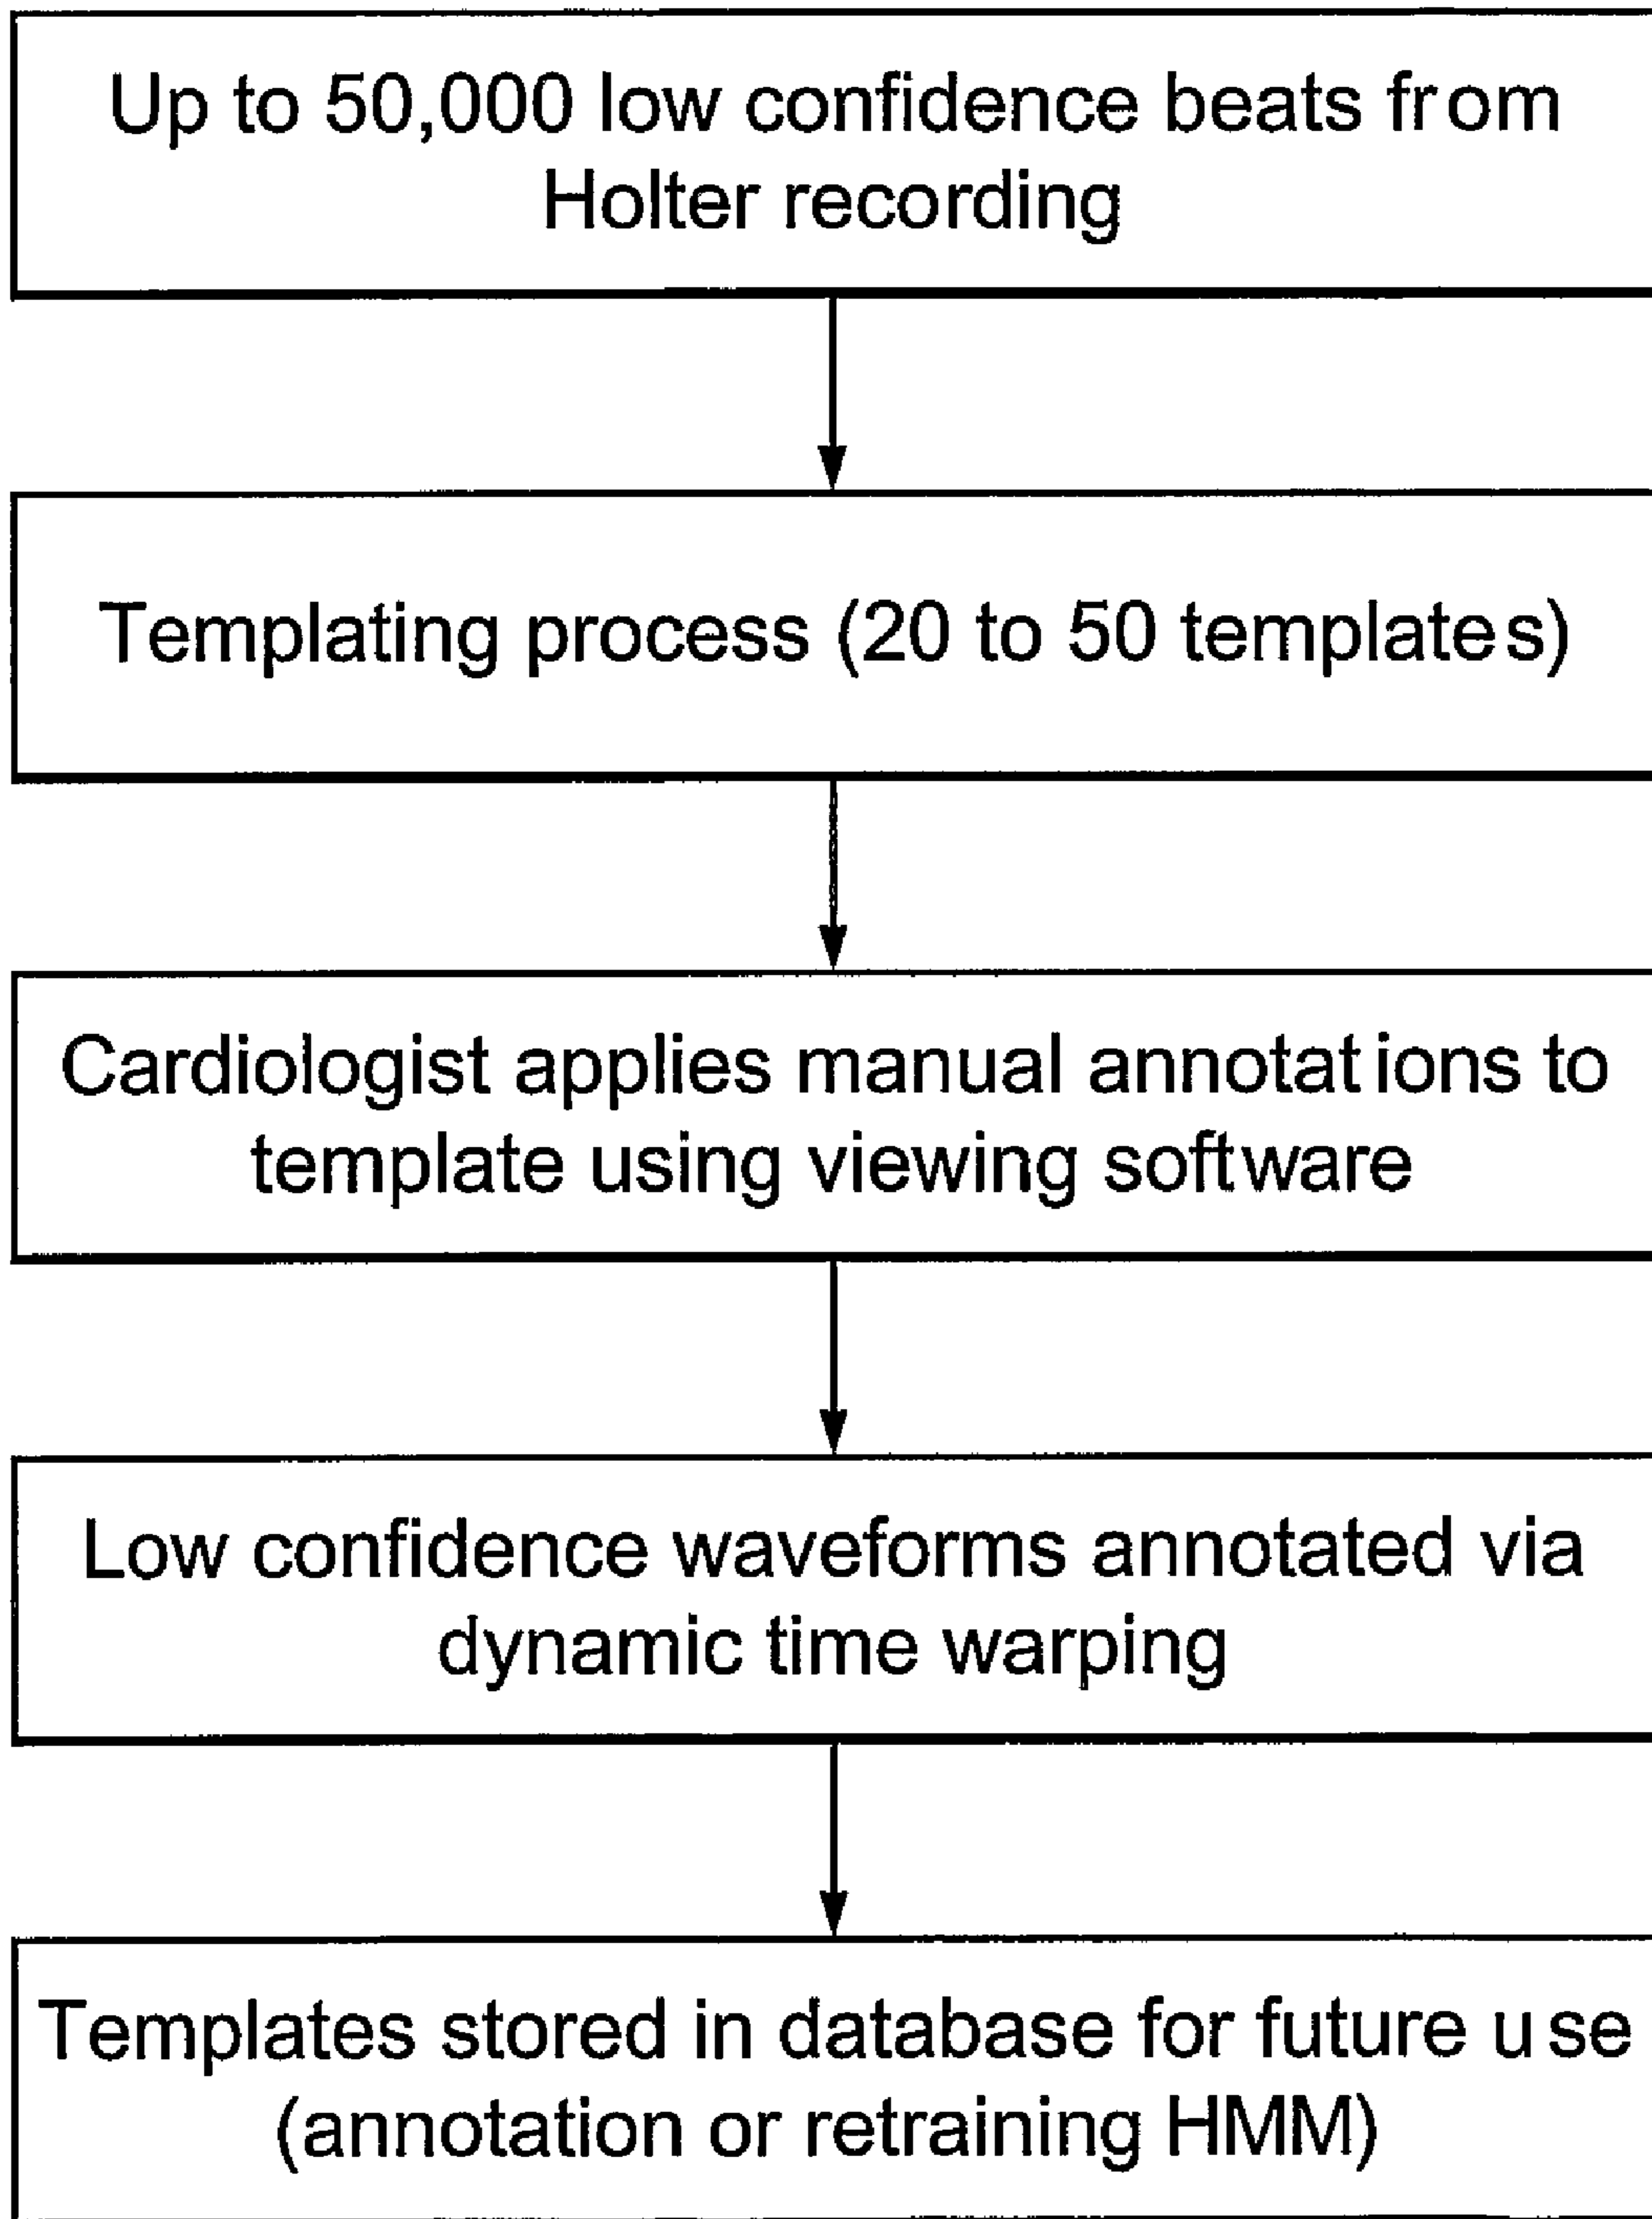 Up to 50,000 low confidence beats from
Holter recording
Templating process (20 to 50 templates)
Cardiologist applies manual annotations to
template using viewing software
Low confidence waveforms annotated via
dynamic time warping
Templates stored in database for future use
(annotation or retraining HMM)